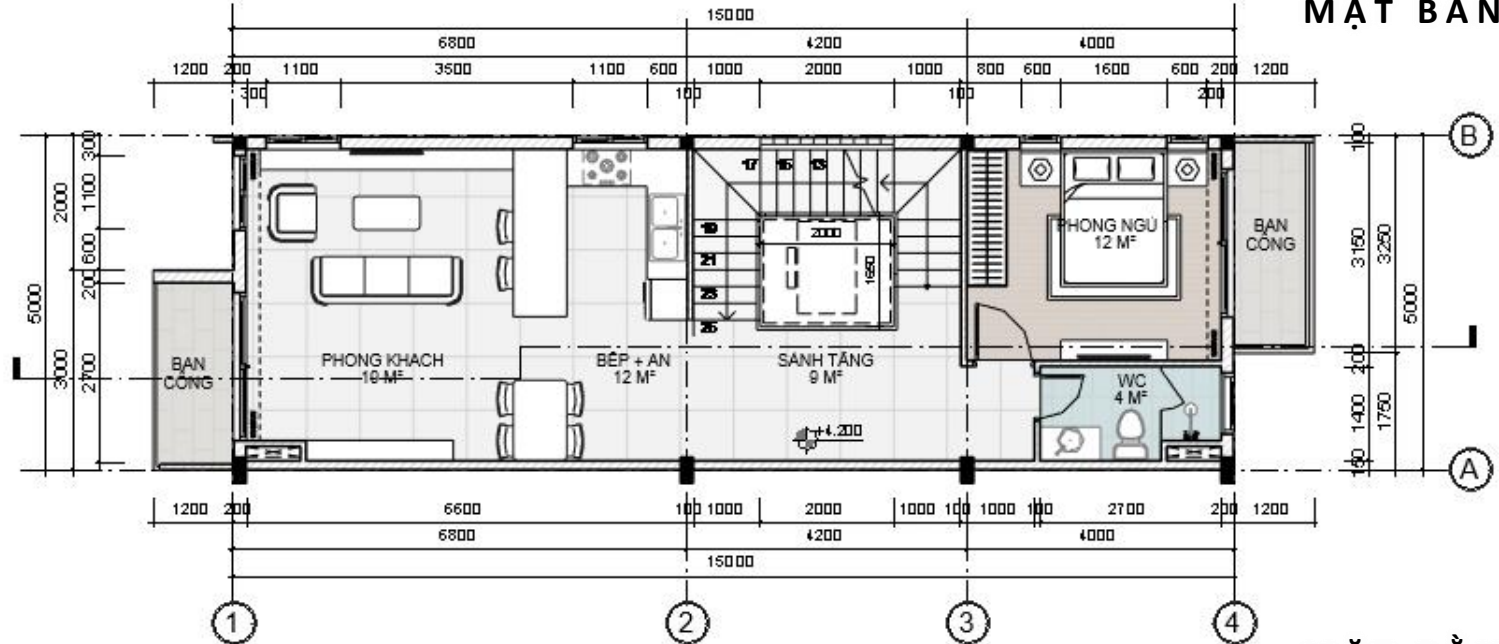 MẶT BẰN
15000
6800 4200 4000
1200 200 1100 3500 1100 600 1000 2000 1000 800 600 1600 600 200 1200
300 100 100 200
B
300 1100 600 200 2700
2000 3000
5000
100 3150 200 1400 150
3250 1750
5000
17 15 13
19
21
23
25
2000
1650
PHÒNG NGỦ
12 M²
BAN
CÔNG
BAN
CÔNG
PHONG KHACH
19 M²
BẾP + AN
12 M²
SANH TẦNG
9 M²
WC
4 M²
+4.200
A
1200 200 6600 100 1000 2000 1000 100 1000 100 2700 200 1200
6800 4200 4000
15000
1 2 3 4